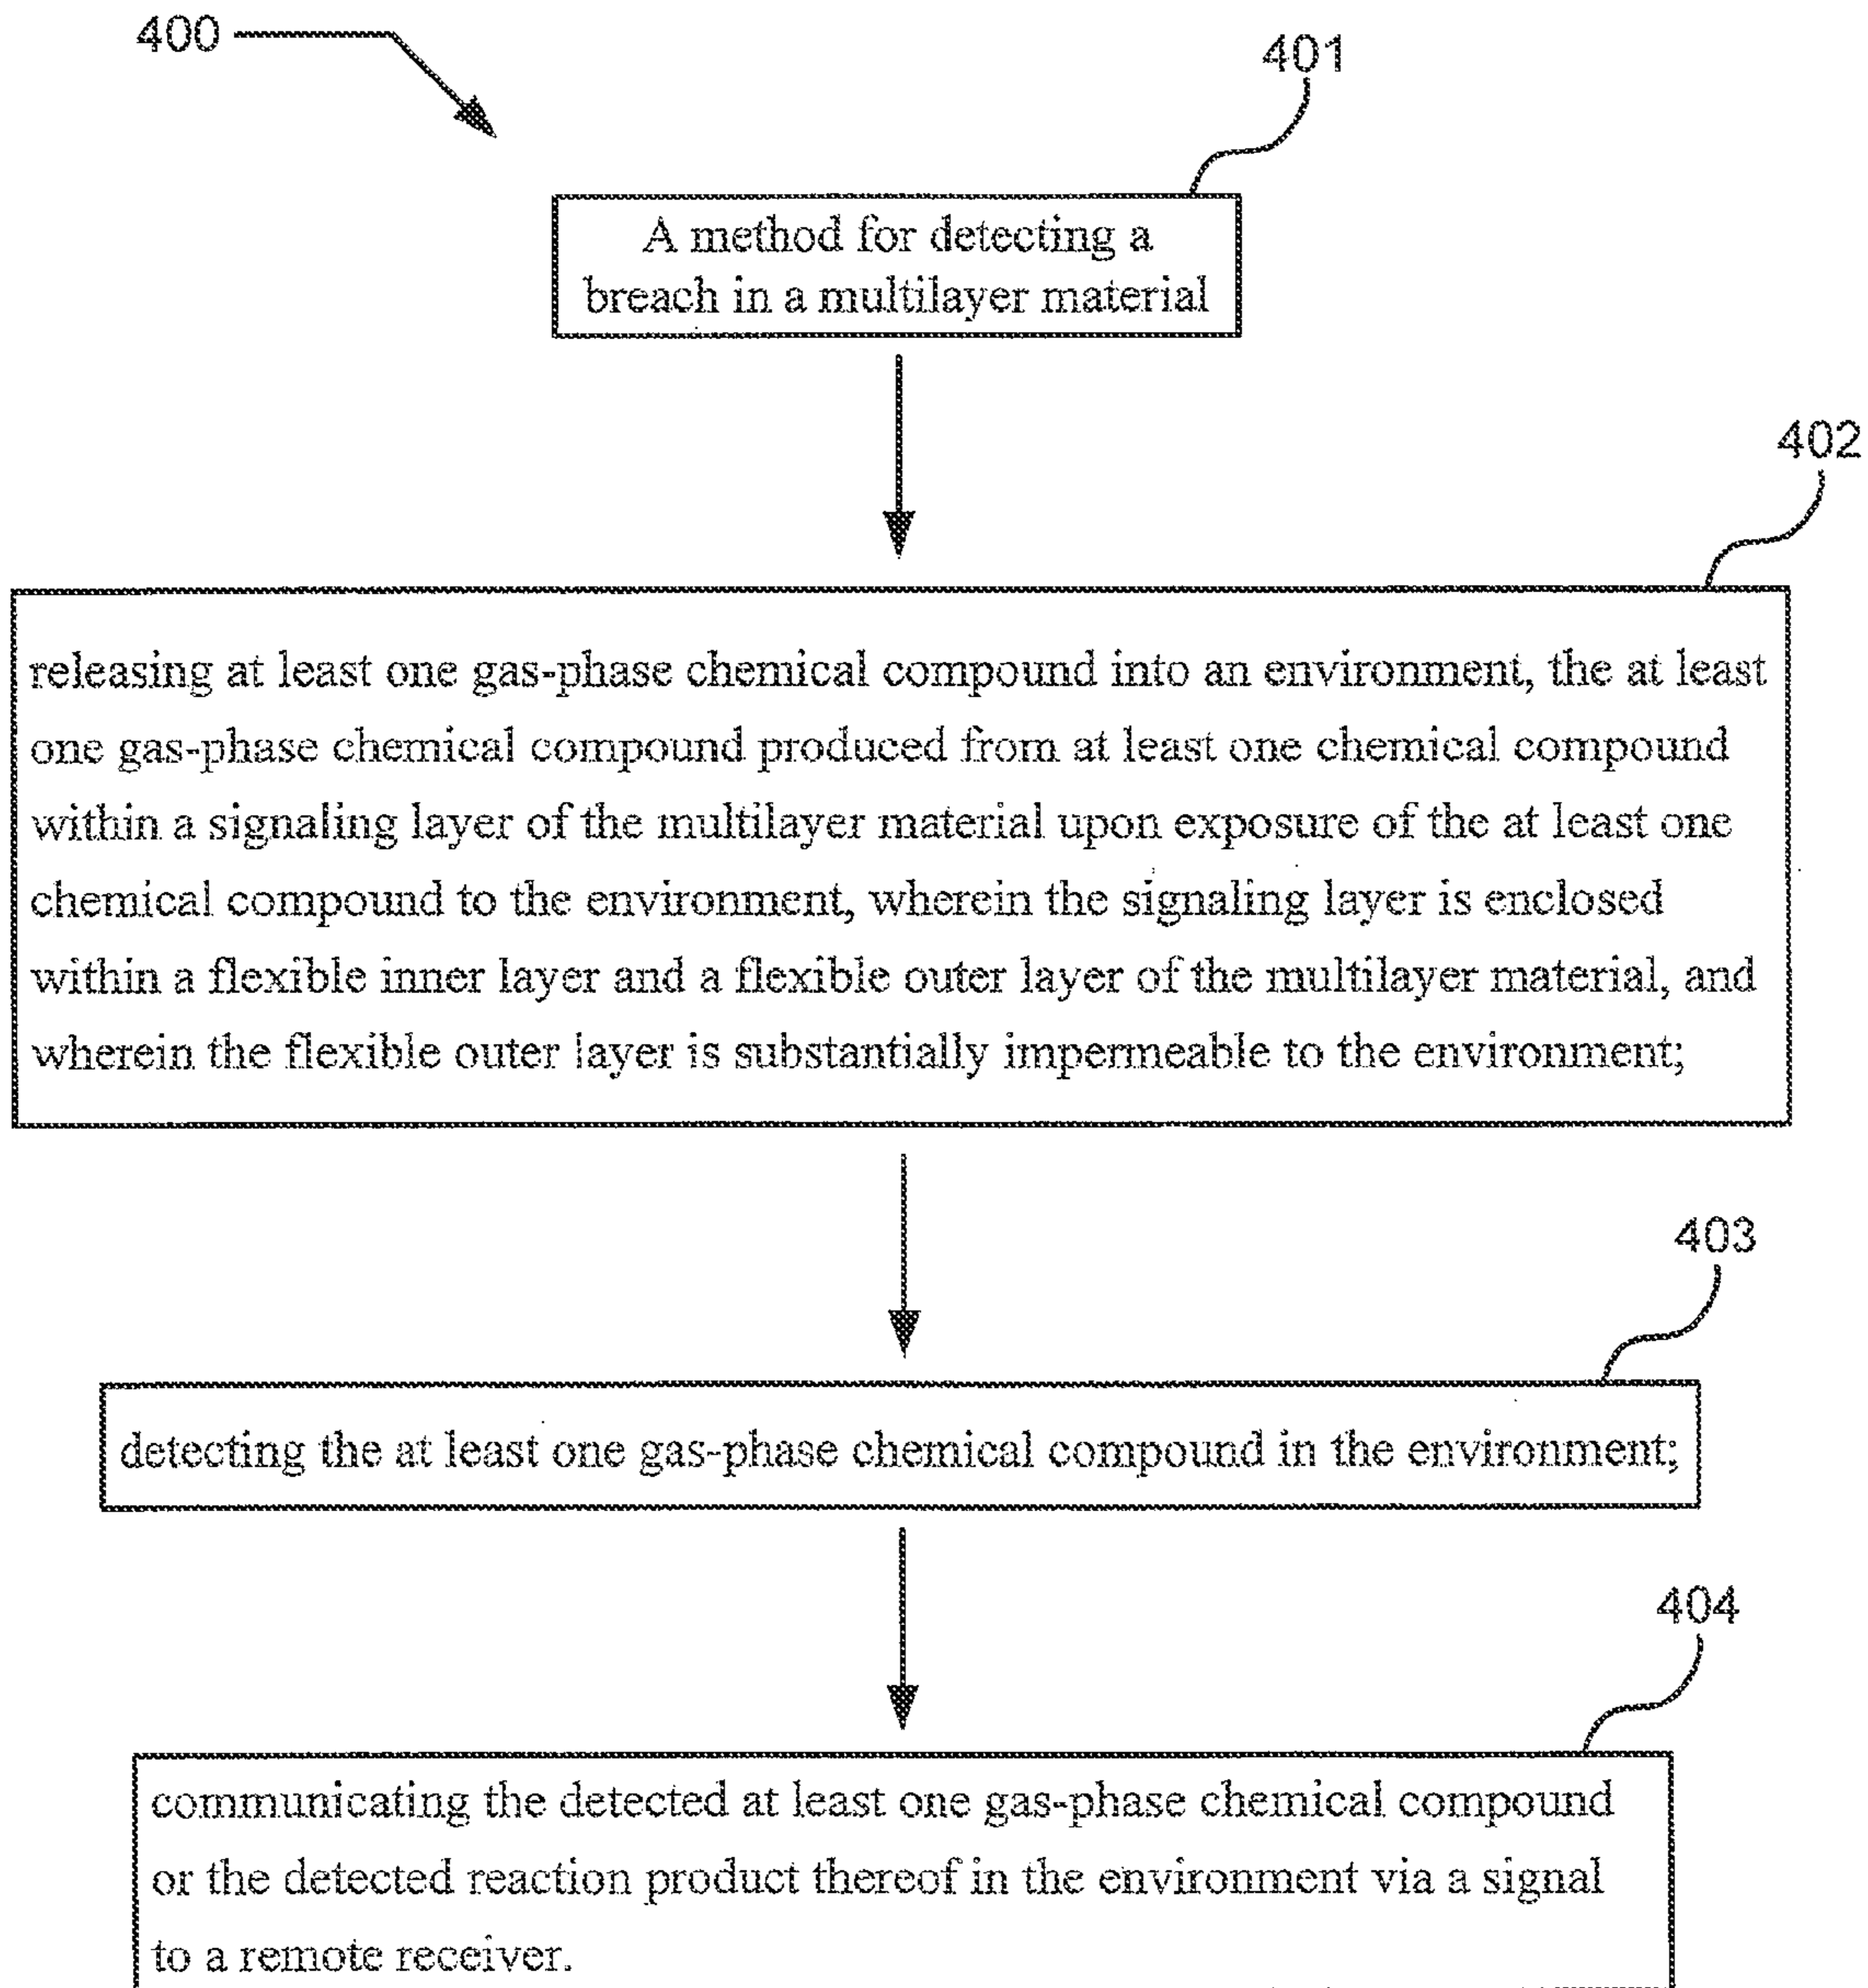 400
401
A method for detecting a
breach in a multilayer material
402
releasing at least one gas-phase chemical compound into an environment, the at least
one gas-phase chemical compound produced from at least one chemical compound
within a signaling layer of the multilayer material upon exposure of the at least one
chemical compound to the environment, wherein the signaling layer is enclosed
within a flexible inner layer and a flexible outer layer of the multilayer material, and
wherein the flexible outer layer is substantially impermeable to the environment;
403
detecting the at least one gas-phase chemical compound in the environment;
404
communicating the detected at least one gas-phase chemical compound
or the detected reaction product thereof in the environment via a signal
to a remote receiver.